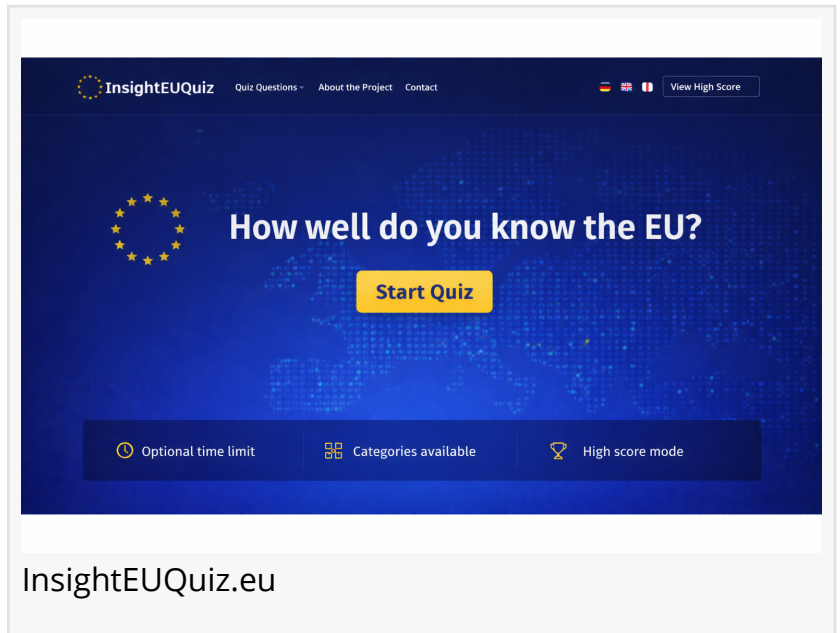 InsightEUQuiz Quiz Questions About the Project Contact View High Score
How well do you know the EU?
Start Quiz
Optional time limit Categories available High score mode
InsightEUQuiz.eu